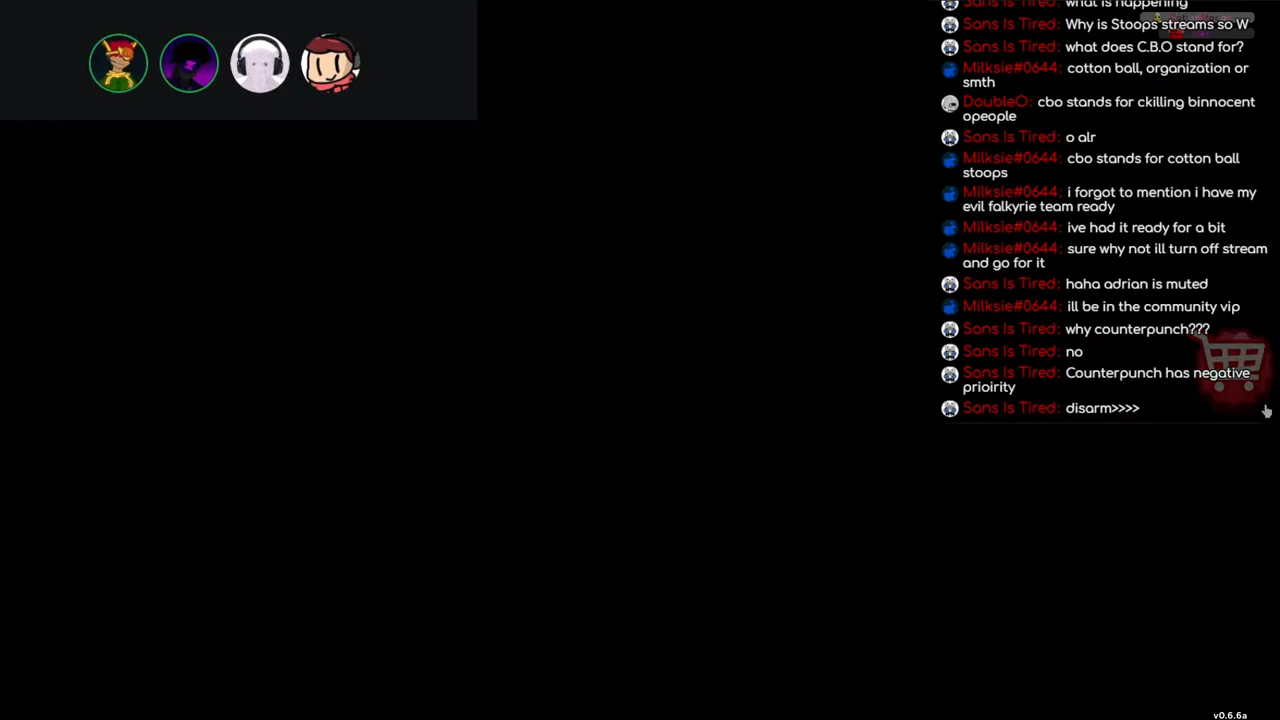 Sans Is Tired: what is happening
Sans Is Tired: Why is Stoops streams so W
Sans Is Tired: what does C.B.O stand for?
Milksie#0644: cotton ball, organization or
smth
DoubleO: cbo stands for ckilling binnocent
opeople
Sans Is Tired: o alr
Milksie#0644: cbo stands for cotton ball
stoops
Milksie#0644: i forgot to mention i have my
evil falkyrie team ready
Milksie#0644: ive had it ready for a bit
Milksie#0644: sure why not ill turn off stream
and go for it
Sans Is Tired: haha adrian is muted
Milksie#0644: ill be in the community vip
Sans Is Tired: why counterpunch???
Sans Is Tired: no
Sans Is Tired: Counterpunch has negative
prioirity
Sans Is Tired: disarm>>>>
v0.6.6a